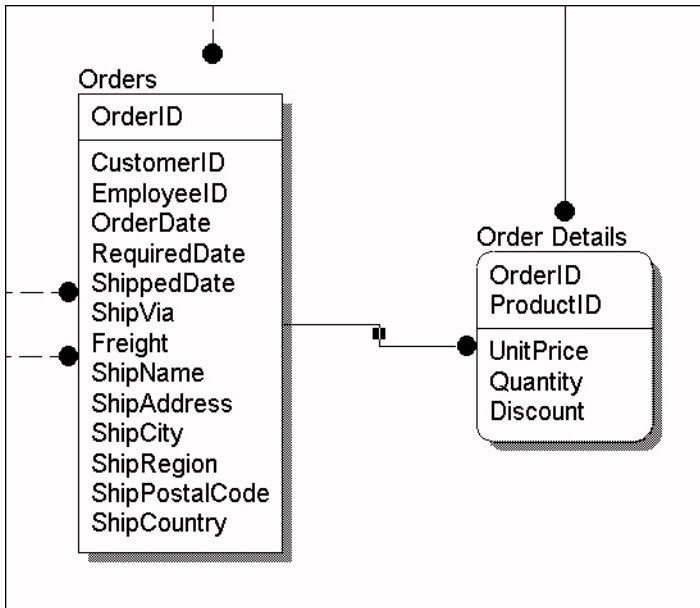 Orders
OrderID
CustomerID
EmployeeID
OrderDate
RequiredDate
ShippedDate
ShipVia
Freight
ShipName
ShipAddress
ShipCity
ShipRegion
ShipPostalCode
ShipCountry
Order Details
OrderID
ProductID
UnitPrice
Quantity
Discount